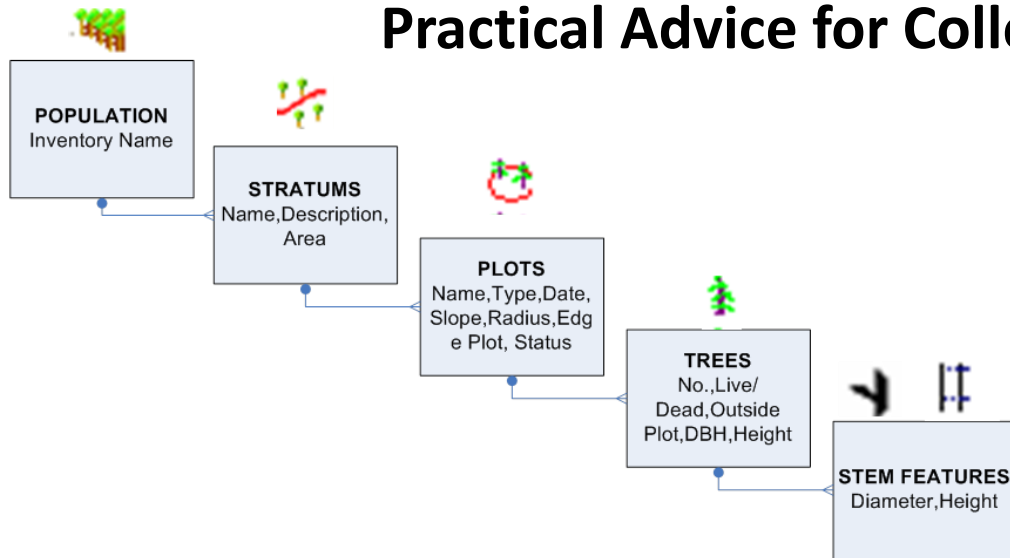 Practical Advice for Colle
POPULATION
Inventory Name
STRATUMS
Name,Description,
Area
PLOTS
Name,Type,Date,
Slope,Radius,Edg
e Plot, Status
TREES
No.,Live/
Dead,Outside
Plot,DBH,Height
STEM FEATURES
Diameter,Height